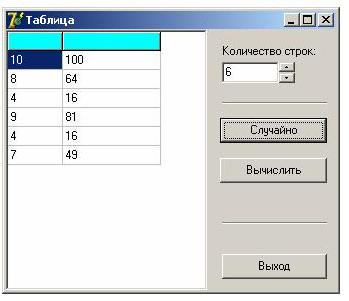 Таблица
10 100
8 64
4 16
9 81
4 16
7 49
Количество строк:
6
Случайно
Вычислить
Выход